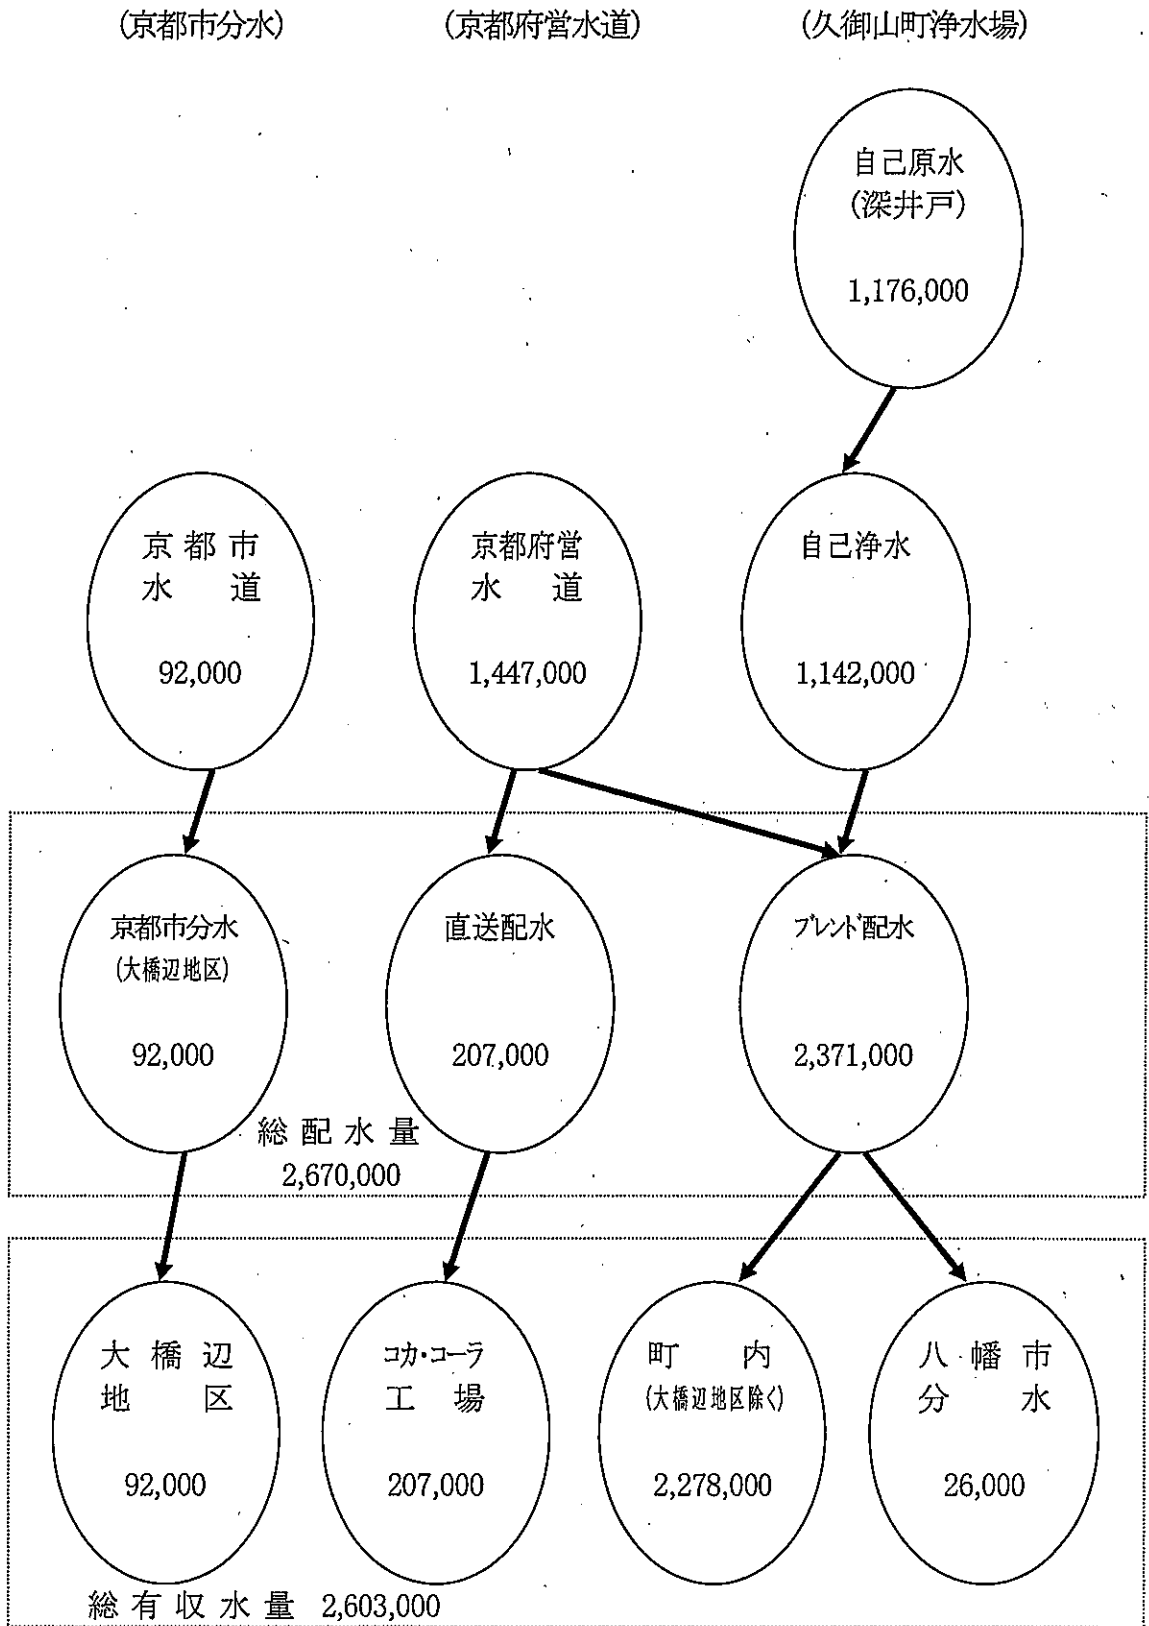 (京都市分水)
(京都府営水道)
(久御山町浄水場)
自己原水
(深井戸)
1,176,000
京都市
水道
92,000
京都府営
水道
1,447,000
自己浄水
1,142,000
京都市分水
(大橋辺地区)
92,000
直送配水
207,000
ブレンド配水
2,371,000
総配水量
2,670,000
大橋辺
地区
92,000
コカ・コーラ
工場
207,000
町内
(大橋辺地区除く)
2,278,000
八幡市
分水
26,000
総有収水量 2,603,000